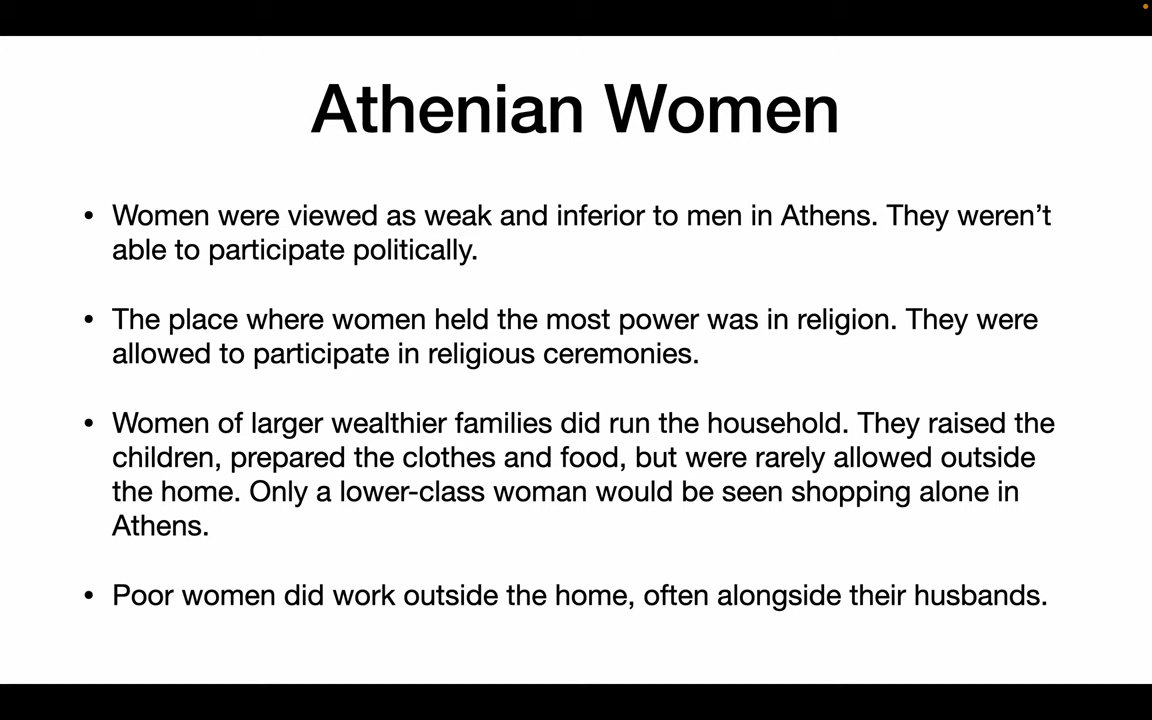 Athenian Women
• Women were viewed as weak and inferior to men in Athens. They weren’t
able to participate politically.
• The place where women held the most power was in religion. They were
allowed to participate in religious ceremonies.
• Women of larger wealthier families did run the household. They raised the
children, prepared the clothes and food, but were rarely allowed outside
the home. Only a lower-class woman would be seen shopping alone in
Athens.
• Poor women did work outside the home, often alongside their husbands.